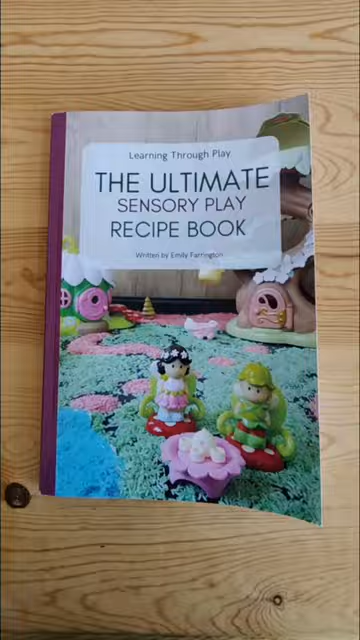 Learning Through Play
THE ULTIMATE
SENSORY PLAY
RECIPE BOOK
Written by Emily Farrington